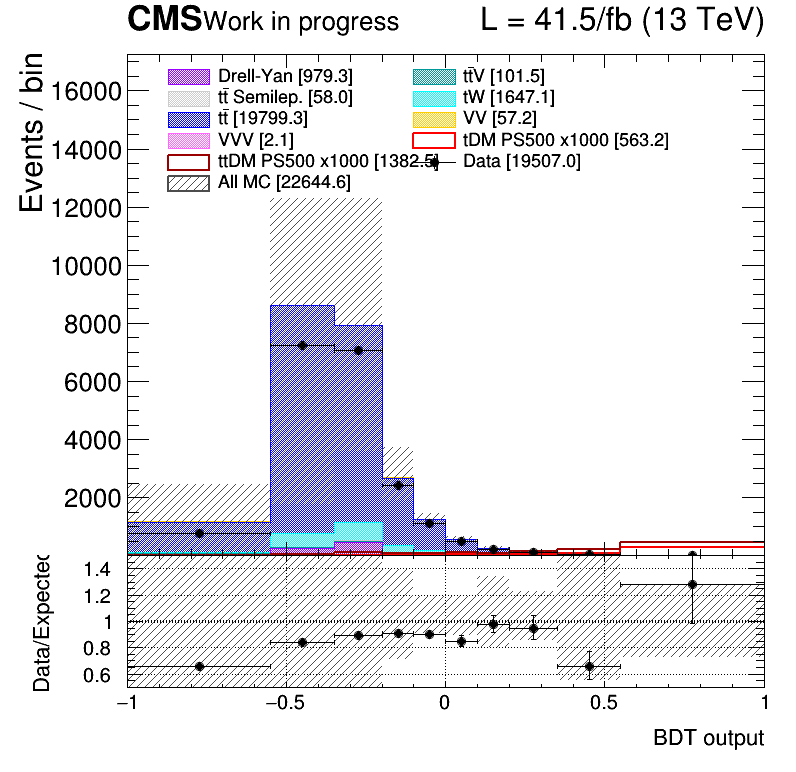 CMS Work in progress L = 41.5/fb (13 TeV)
Events / bin
Drell-Yan [979.3] tt̄V [101.5]
tt̄ Semilep. [58.0] tW [1647.1]
tt̄ [19799.3] VV [57.2]
VVV [2.1] tDM PS500 x1000 [563.2]
ttDM PS500 x1000 [1382.5] Data [19507.0]
All MC [22644.6]
16000
14000
12000
10000
8000
6000
4000
2000
Data/Expected
1.4
1.2
1
0.8
0.6
−1 −0.5 0 0.5 1
BDT output